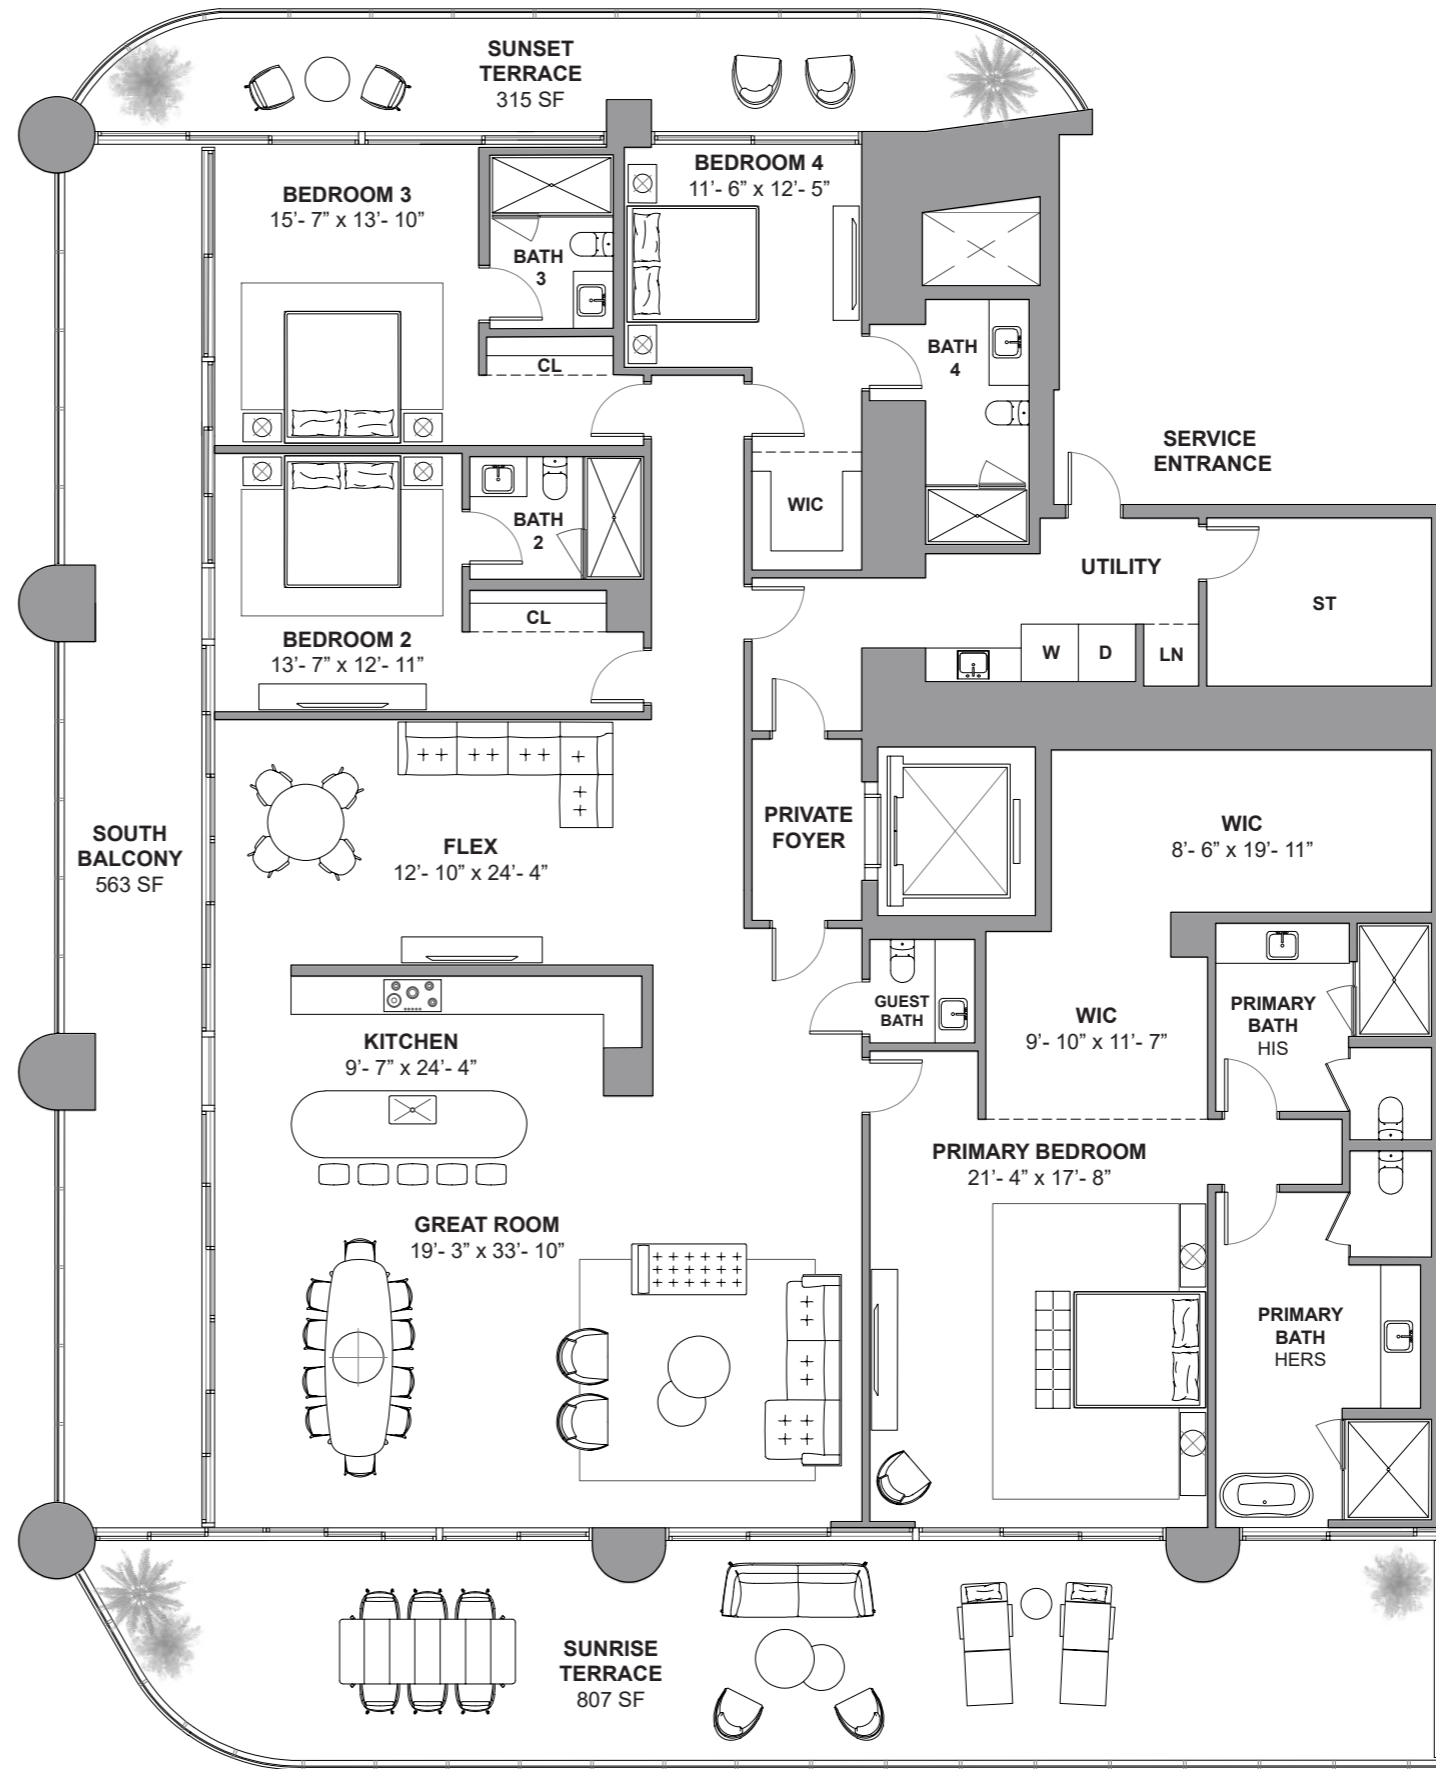 SUNSET
TERRACE
315 SF
BEDROOM 3
15’- 7” x 13’- 10”
BEDROOM 4
11’- 6” x 12’- 5”
BATH
3
CL
BATH
4
SERVICE
ENTRANCE
WIC
BATH
2
CL
UTILITY
ST
BEDROOM 2
13’- 7” x 12’- 11”
W
D
LN
SOUTH
BALCONY
563 SF
FLEX
12’- 10” x 24’- 4”
PRIVATE
FOYER
WIC
8’- 6” x 19’- 11”
GUEST
BATH
WIC
9’- 10” x 11’- 7”
PRIMARY
BATH
HIS
KITCHEN
9’- 7” x 24’- 4”
PRIMARY BEDROOM
21’- 4” x 17’- 8”
GREAT ROOM
19’- 3” x 33’- 10”
PRIMARY
BATH
HERS
SUNRISE
TERRACE
807 SF